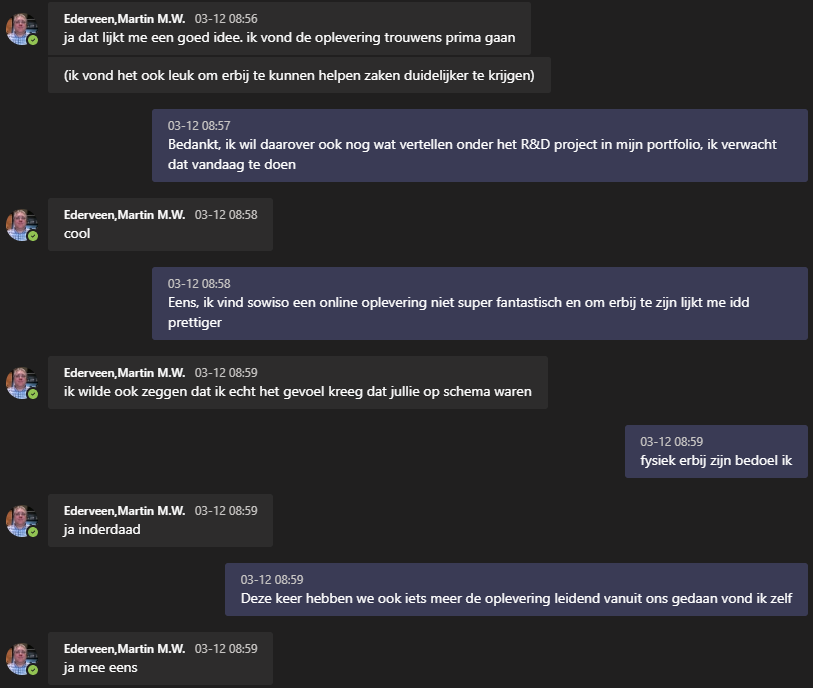 Ederveen,Martin M.W. 03-12 08:56
ja dat lijkt me een goed idee. ik vond de oplevering trouwens prima gaan
(ik vond het ook leuk om erbij te kunnen helpen zaken duidelijker te krijgen)
03-12 08:57
Bedankt, ik wil daarover ook nog wat vertellen onder het R&D project in mijn portfolio, ik verwacht
dat vandaag te doen
Ederveen,Martin M.W. 03-12 08:58
cool
03-12 08:58
Eens, ik vind sowiso een online oplevering niet super fantastisch en om erbij te zijn lijkt me idd
prettiger
Ederveen,Martin M.W. 03-12 08:59
ik wilde ook zeggen dat ik echt het gevoel kreeg dat jullie op schema waren
03-12 08:59
fysiek erbij zijn bedoel ik
Ederveen,Martin M.W. 03-12 08:59
ja inderdaad
03-12 08:59
Deze keer hebben we ook iets meer de oplevering leidend vanuit ons gedaan vond ik zelf
Ederveen,Martin M.W. 03-12 08:59
ja mee eens